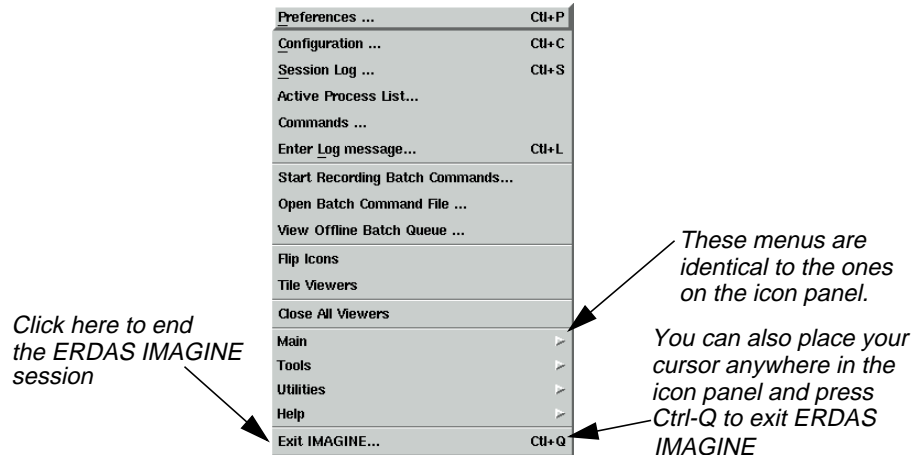 Preferences ... Ctl+P
Configuration ... Ctl+C
Session Log ... Ctl+S
Active Process List...
Commands ...
Enter Log message... Ctl+L
Start Recording Batch Commands...
Open Batch Command File ...
View Offline Batch Queue ...
Flip Icons
Tile Viewers
Close All Viewers
Main
Tools
Utilities
Help
Exit IMAGINE... Ctl+Q
Click here to end
the ERDAS IMAGINE
session
These menus are
identical to the ones
on the icon panel.
You can also place your
cursor anywhere in the
icon panel and press
Ctrl-Q to exit ERDAS
IMAGINE